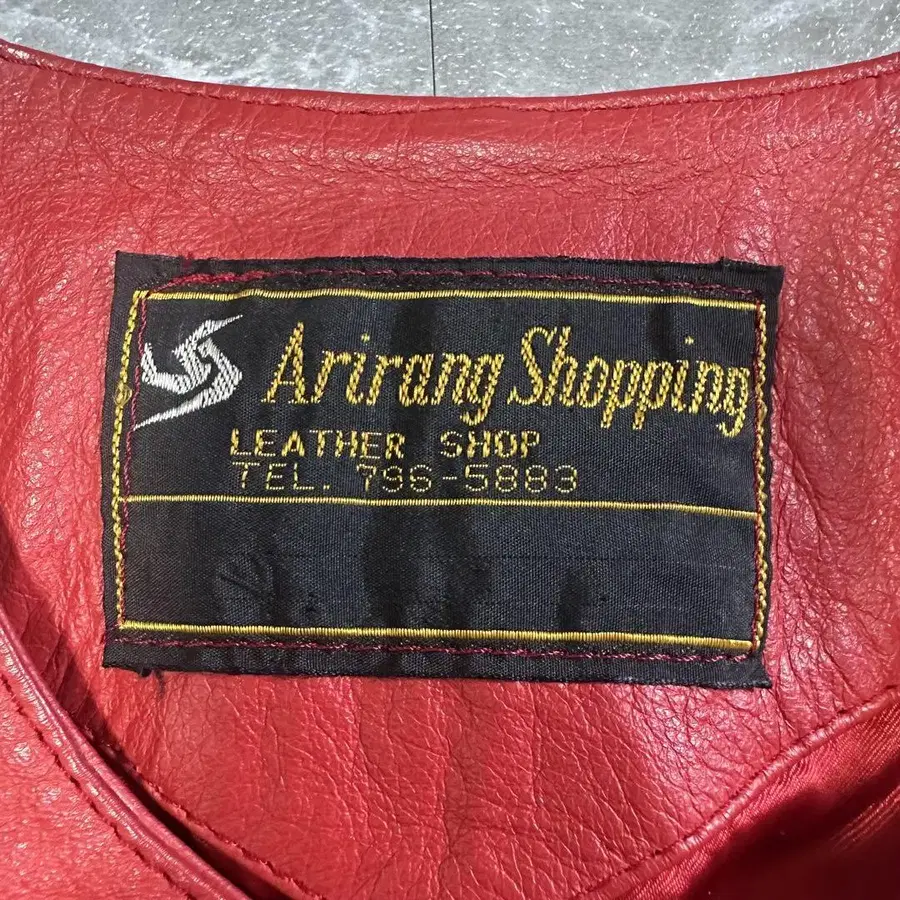 Arirang Shopping
LEATHER SHOP
TEL. 796-5883